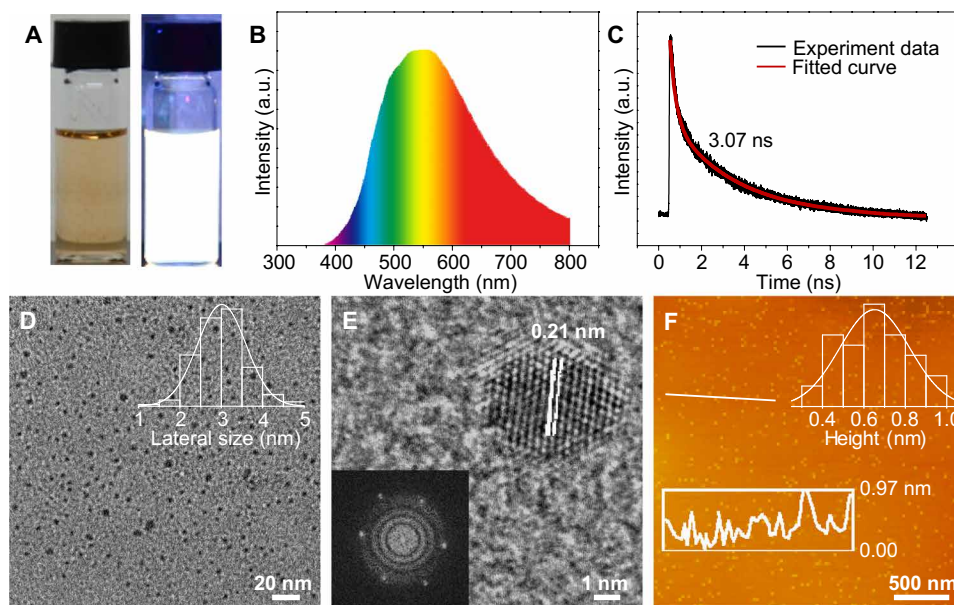 A
B
Intensity (a.u.)
300 400 500 600 700 800
Wavelength (nm)
C
Experiment data
Fitted curve
3.07 ns
Intensity (a.u.)
0 2 4 6 8 10 12
Time (ns)
D
1 2 3 4 5
Lateral size (nm)
20 nm
E
0.21 nm
1 nm
F
0.4 0.6 0.8 1.0
Height (nm)
0.97 nm
0.00
500 nm